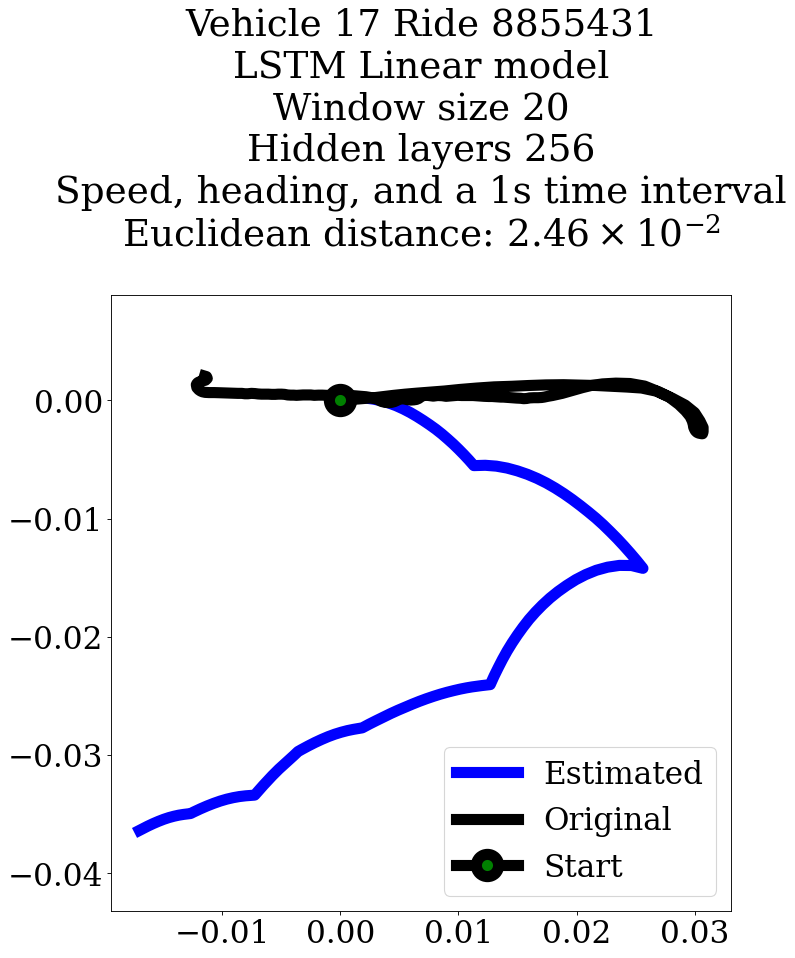 Vehicle 17 Ride 8855431
LSTM Linear model
Window size 20
Hidden layers 256
Speed, heading, and a 1s time interval
Euclidean distance: 2.46 × 10⁻²
0.00
−0.01
−0.02
−0.03
−0.04
Estimated
Original
Start
−0.01 0.00 0.01 0.02 0.03